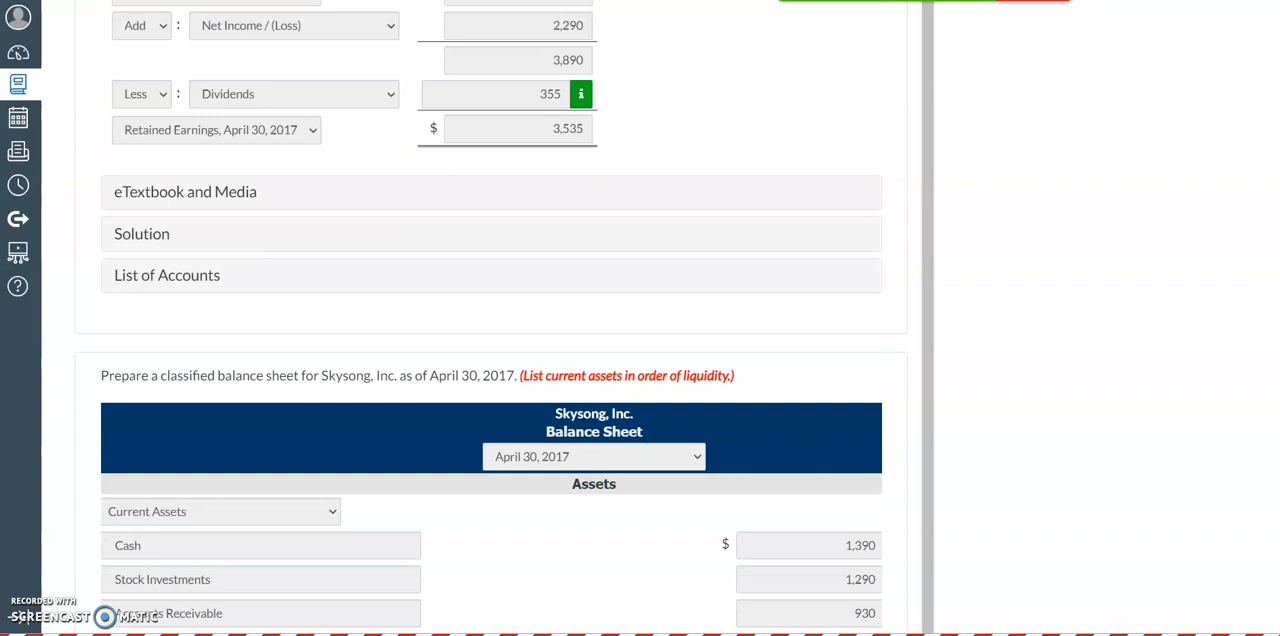 Add : Net Income / (Loss) 2,290
3,890
Less : Dividends 355 i
Retained Earnings, April 30, 2017 $ 3,535
eTextbook and Media
Solution
List of Accounts
Prepare a classified balance sheet for Skysong, Inc. as of April 30, 2017. (List current assets in order of liquidity.)
Skysong, Inc.
Balance Sheet
April 30, 2017
Assets
Current Assets
Cash $ 1,390
Stock Investments 1,290
Receivable 930
RECORDED WITH
SCREENCAST MATIC